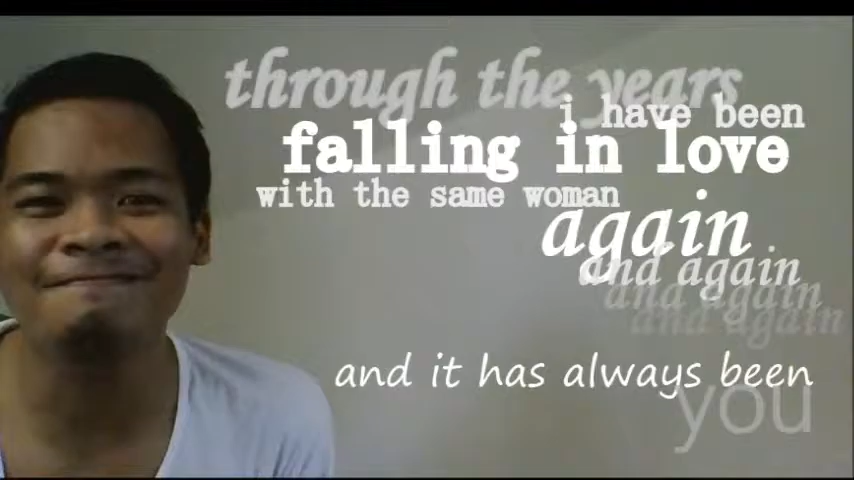 through the years
i have been
falling in love
with the same woman
again
and again
and again
and again
and it has always been
you